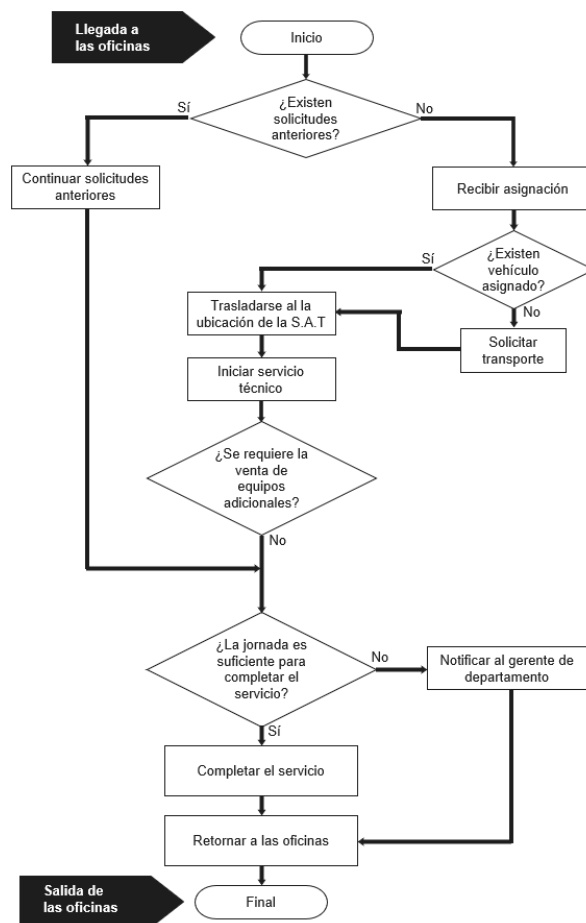 Llegada a
las oficinas
Inicio
¿Existen
solicitudes
anteriores?
Sí
No
Continuar solicitudes
anteriores
Recibir asignación
¿Existen
vehículo
asignado?
Sí
No
Trasladarse al la
ubicación de la S.A.T
Solicitar
transporte
Iniciar servicio
técnico
¿Se requiere la
venta de
equipos
adicionales?
No
¿La jornada es
suficiente para
completar el
servicio?
No
Notificar al gerente de
departamento
Sí
Completar el servicio
Retornar a las oficinas
Salida de
las oficinas
Final